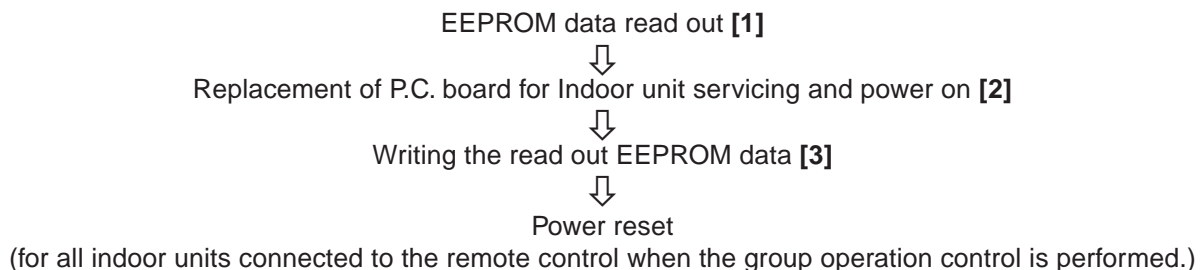 EEPROM data read out [1]
Replacement of P.C. board for Indoor unit servicing and power on [2]
Writing the read out EEPROM data [3]
Power reset
(for all indoor units connected to the remote control when the group operation control is performed.)